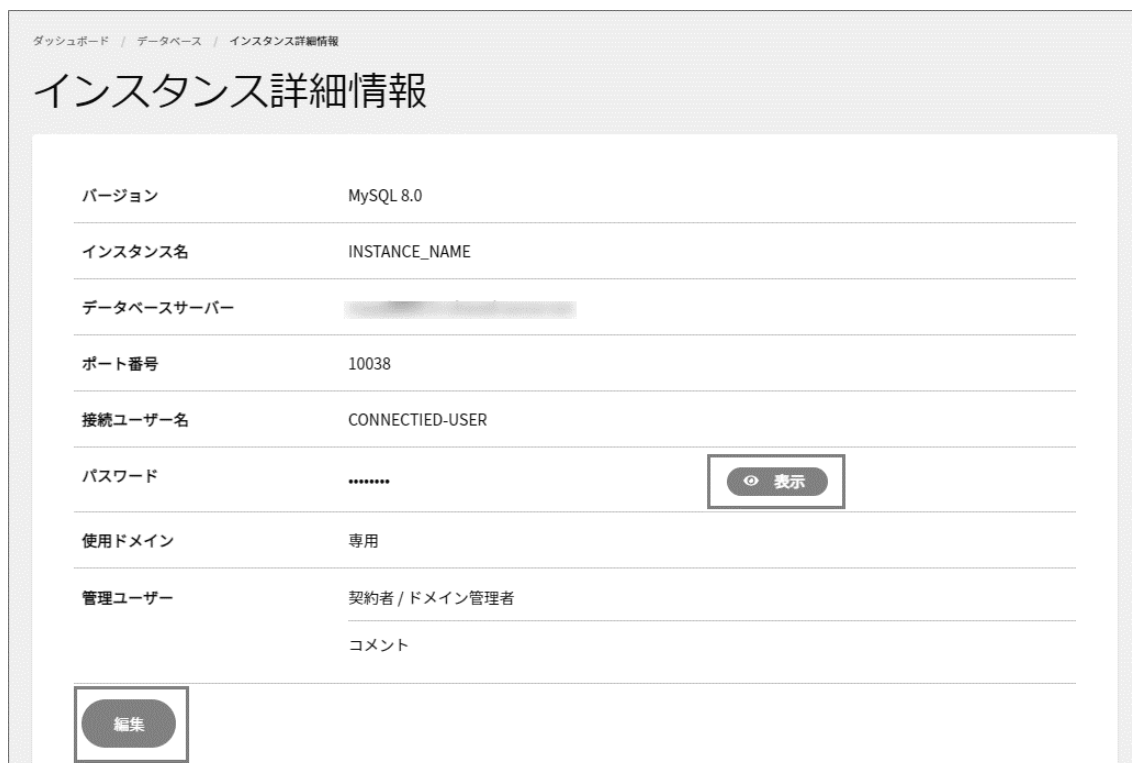 ダッシュボード / データベース / インスタンス詳細情報
インスタンス詳細情報
バージョン MySQL 8.0
インスタンス名 INSTANCE_NAME
データベースサーバー
ポート番号 10038
接続ユーザー名 CONNECTIED-USER
パスワード •••••••• 表示
使用ドメイン 専用
管理ユーザー 契約者 / ドメイン管理者
コメント
編集